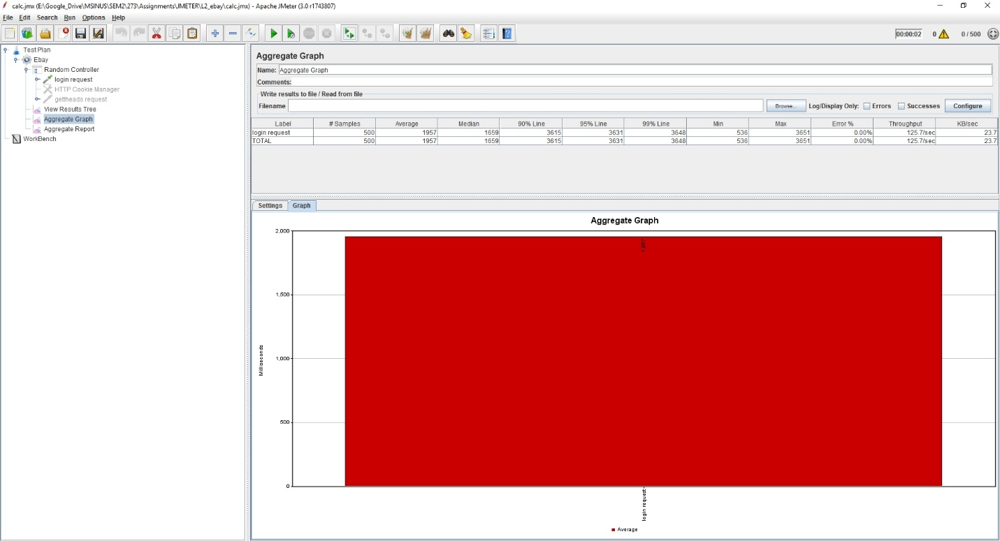 calc.jmx (E:\Google_Drive\MSINUS\SEM2\273\Assignments\JMETER\L2_ebay\calc.jmx) - Apache JMeter (3.0 r1743807)
File Edit Search Run Options Help
00:00:02 0 0 / 500
Test Plan
Ebay
Random Controller
login request
HTTP Cookie Manager
gettheads request
View Results Tree
Aggregate Graph
Aggregate Report
WorkBench
Aggregate Graph
Name: Aggregate Graph
Comments:
Write results to file / Read from file
Filename Browse... Log/Display Only: Errors Successes Configure
Label # Samples Average Median 90% Line 95% Line 99% Line Min Max Error % Throughput KB/sec
login request 500 1957 1659 3615 3631 3648 536 3651 0.00% 125.7/sec 23.7
TOTAL 500 1957 1659 3615 3631 3648 536 3651 0.00% 125.7/sec 23.7
Settings Graph
Aggregate Graph
2,000
1,500
1,000
500
0
Milliseconds
1,957
login request
Average